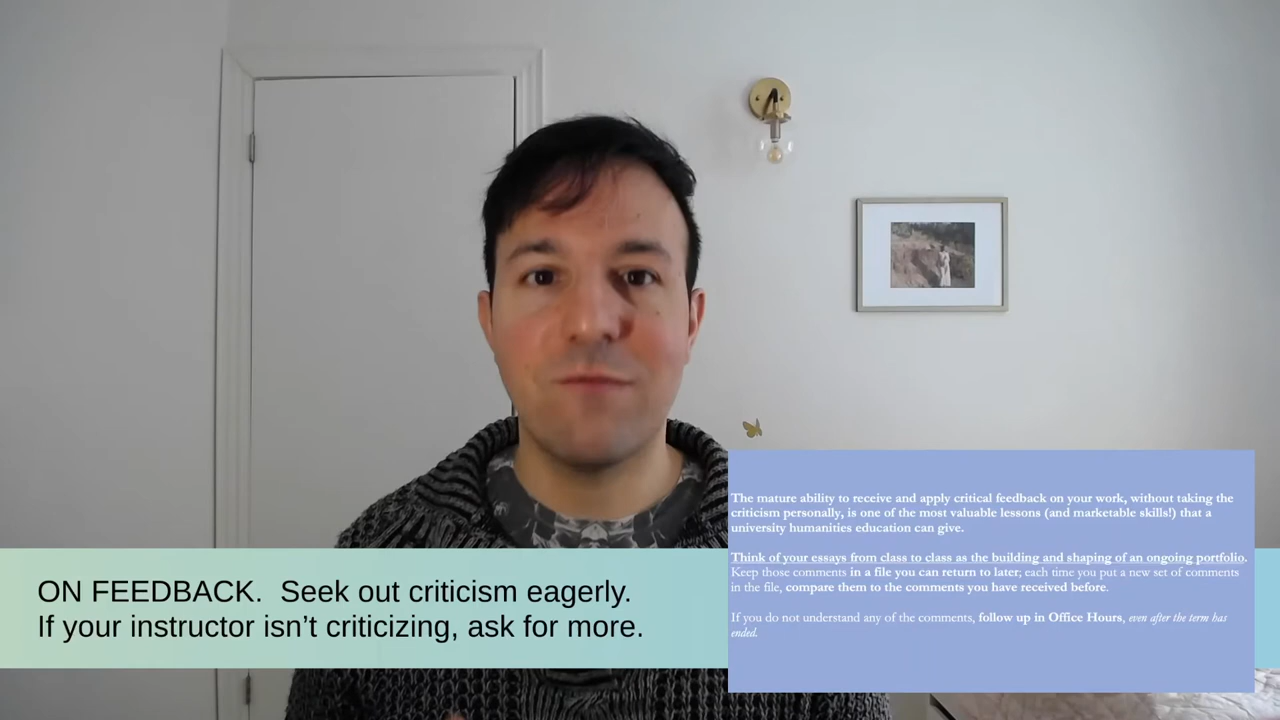 ON FEEDBACK.  Seek out criticism eagerly.
If your instructor isn’t criticizing, ask for more.
The mature ability to receive and apply critical feedback on your work, without taking the
criticism personally, is one of the most valuable lessons (and marketable skills!) that a
university humanities education can give.
Think of your essays from class to class as the building and shaping of an ongoing portfolio.
Keep those comments in a file you can return to later; each time you put a new set of comments
in the file, compare them to the comments you have received before.
If you do not understand any of the comments, follow up in Office Hours, even after the term has
ended.